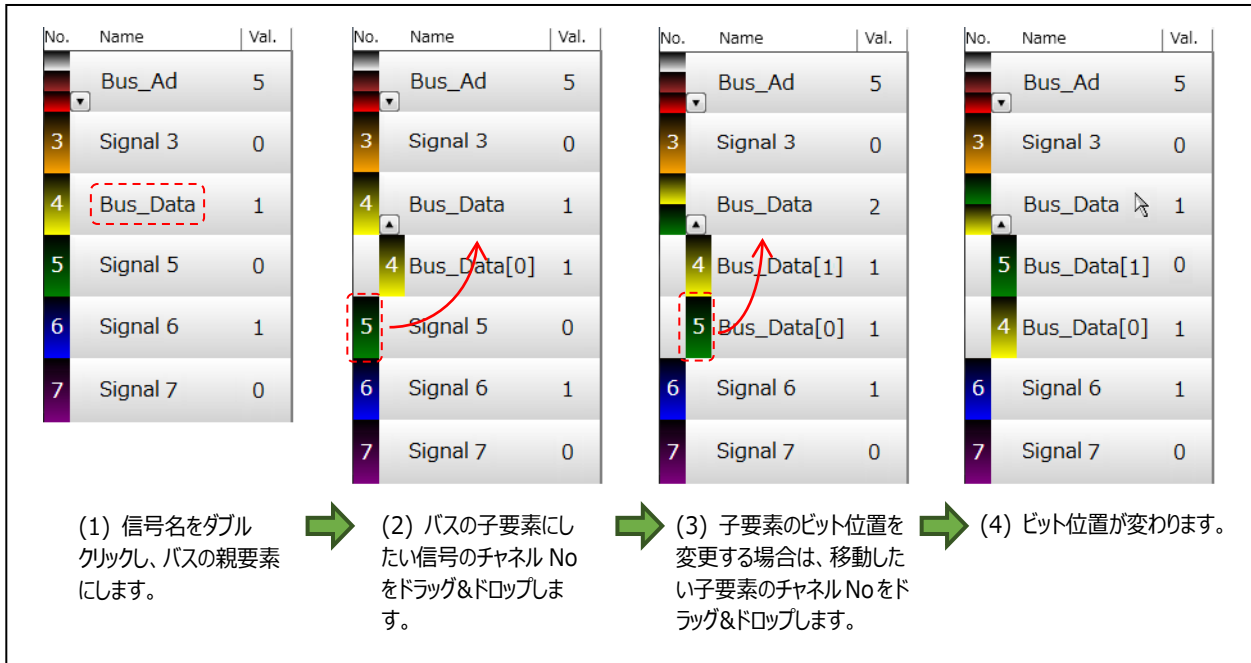 No. Name Val.
Bus_Ad 5
3 Signal 3 0
4 Bus_Data 1
5 Signal 5 0
6 Signal 6 1
7 Signal 7 0
(1) 信号名をダブル
クリックし、バスの親要素
にします。
No. Name Val.
Bus_Ad 5
3 Signal 3 0
4 Bus_Data 1
4 Bus_Data[0] 1
5 Signal 5 0
6 Signal 6 1
7 Signal 7 0
(2) バスの子要素にし
たい信号のチャネル No
をドラッグ&ドロップしま
す。
No. Name Val.
Bus_Ad 5
3 Signal 3 0
Bus_Data 2
4 Bus_Data[1] 1
5 Bus_Data[0] 1
6 Signal 6 1
7 Signal 7 0
(3) 子要素のビット位置を
変更する場合は、移動した
い子要素のチャネル No をド
ラッグ&ドロップします。
No. Name Val.
Bus_Ad 5
3 Signal 3 0
Bus_Data 1
5 Bus_Data[1] 0
4 Bus_Data[0] 1
6 Signal 6 1
7 Signal 7 0
(4) ビット位置が変わります。